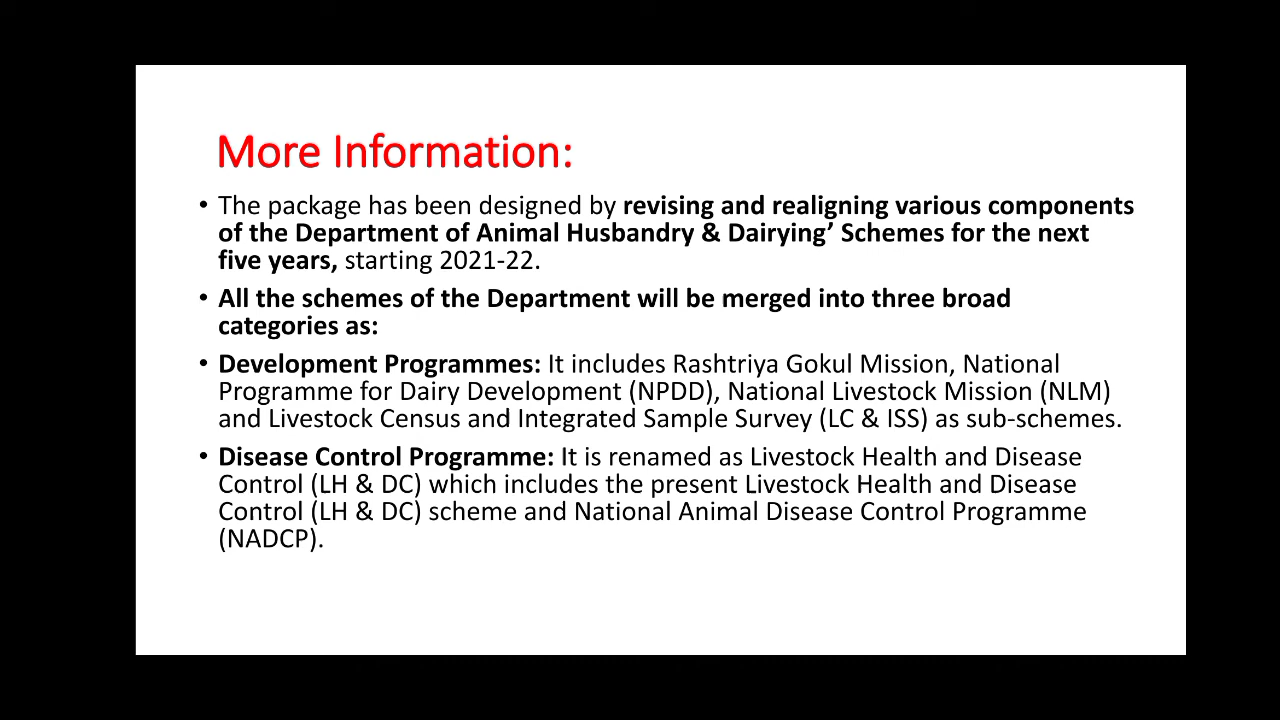 More Information:
• The package has been designed by revising and realigning various components
of the Department of Animal Husbandry & Dairying’ Schemes for the next
five years, starting 2021-22.
• All the schemes of the Department will be merged into three broad
categories as:
• Development Programmes: It includes Rashtriya Gokul Mission, National
Programme for Dairy Development (NPDD), National Livestock Mission (NLM)
and Livestock Census and Integrated Sample Survey (LC & ISS) as sub-schemes.
• Disease Control Programme: It is renamed as Livestock Health and Disease
Control (LH & DC) which includes the present Livestock Health and Disease
Control (LH & DC) scheme and National Animal Disease Control Programme
(NADCP).